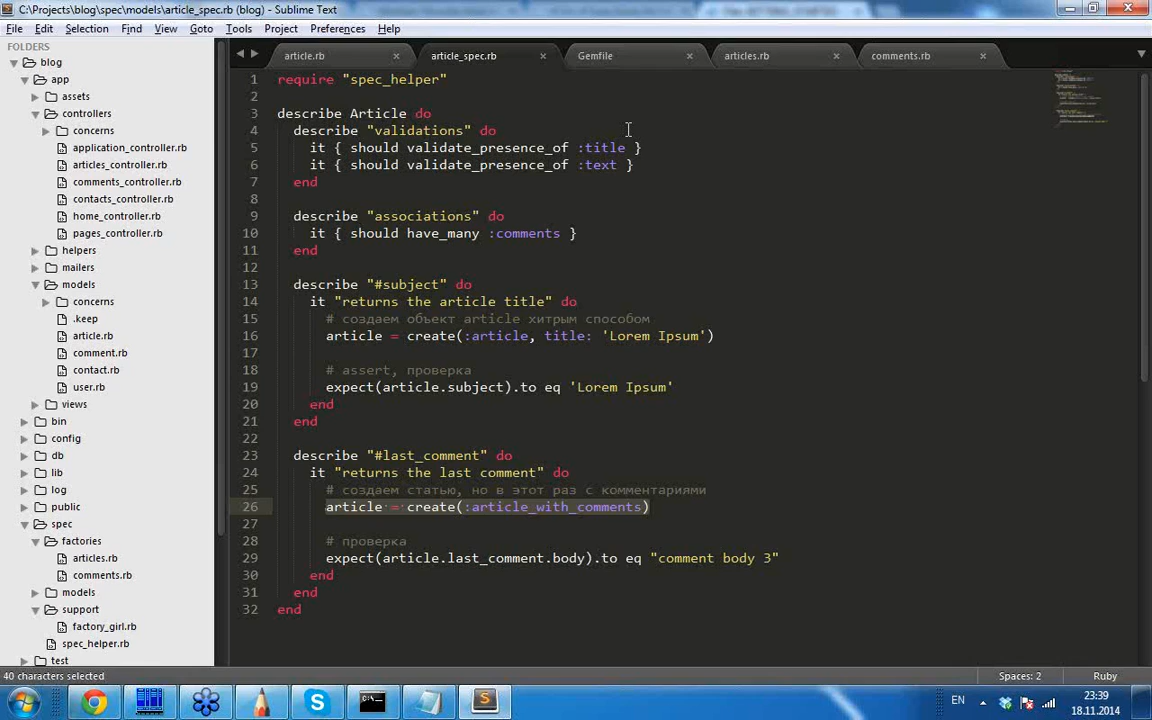 C:\Projects\blog\spec\models\article_spec.rb (blog) - Sublime Text
File Edit Selection Find View Goto Tools Project Preferences Help
FOLDERS
blog
app
assets
controllers
concerns
application_controller.rb
articles_controller.rb
comments_controller.rb
contacts_controller.rb
home_controller.rb
pages_controller.rb
helpers
mailers
models
concerns
.keep
article.rb
comment.rb
contact.rb
user.rb
views
bin
config
db
lib
log
public
spec
factories
articles.rb
comments.rb
models
support
factory_girl.rb
spec_helper.rb
test
article.rb article_spec.rb Gemfile articles.rb comments.rb
1 require "spec_helper"
2
3 describe Article do
4 describe "validations" do
5 it { should validate_presence_of :title }
6 it { should validate_presence_of :text }
7 end
8
9 describe "associations" do
10 it { should have_many :comments }
11 end
12
13 describe "#subject" do
14 it "returns the article title" do
15 # создаем объект article хитрым способом
16 article = create(:article, title: 'Lorem Ipsum')
17
18 # assert, проверка
19 expect(article.subject).to eq 'Lorem Ipsum'
20 end
21 end
22
23 describe "#last_comment" do
24 it "returns the last comment" do
25 # создаем статью, но в этот раз с комментариями
26 article = create(:article_with_comments)
27
28 # проверка
29 expect(article.last_comment.body).to eq "comment body 3"
30 end
31 end
32 end
40 characters selected Spaces: 2 Ruby
EN 23:39
18.11.2014